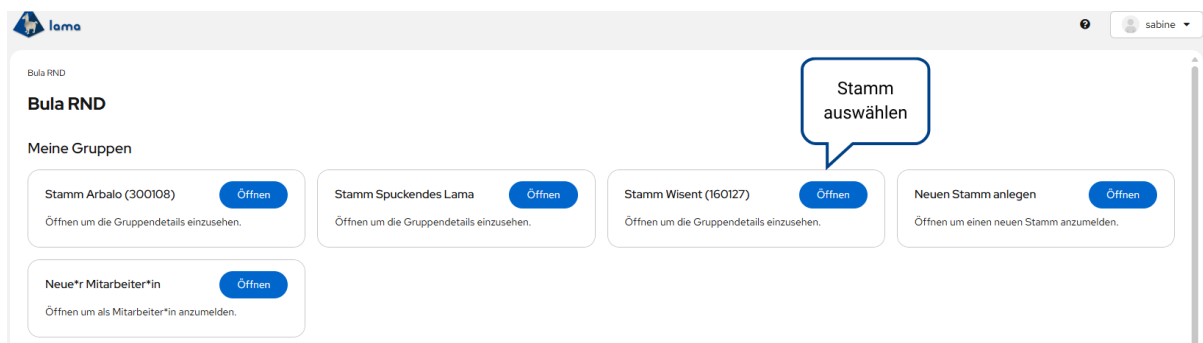 lama
sabine
Bula RND
Bula RND
Stamm
auswählen
Meine Gruppen
Stamm Arbalo (300108) Öffnen
Öffnen um die Gruppendetails einzusehen.
Stamm Spuckendes Lama Öffnen
Öffnen um die Gruppendetails einzusehen.
Stamm Wisent (160127) Öffnen
Öffnen um die Gruppendetails einzusehen.
Neuen Stamm anlegen Öffnen
Öffnen um einen neuen Stamm anzumelden.
Neue*r Mitarbeiter*in Öffnen
Öffnen um als Mitarbeiter*in anzumelden.